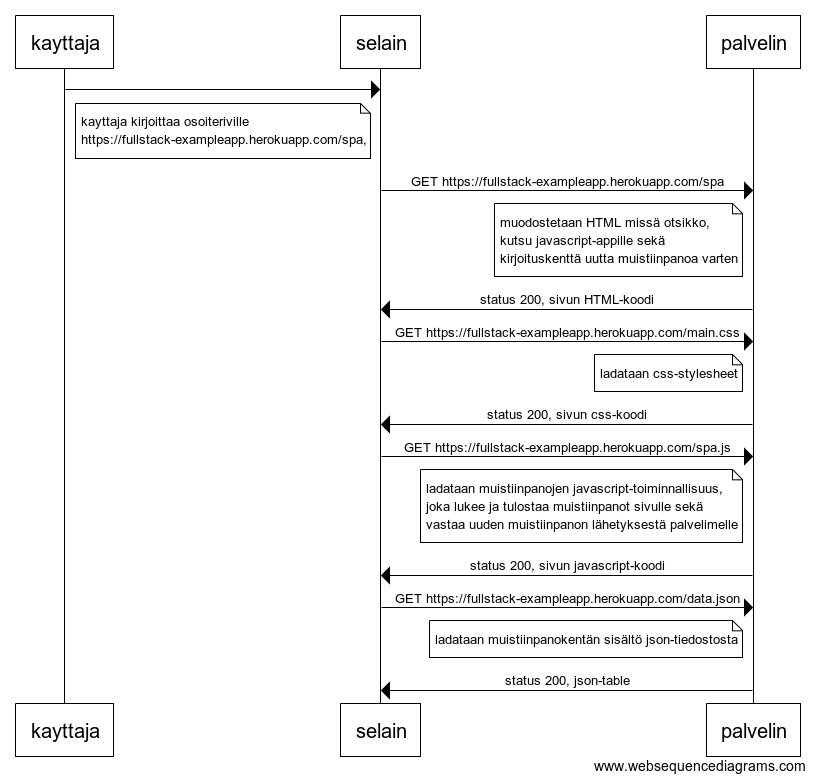 kayttaja
selain
palvelin
kayttaja kirjoittaa osoiteriville
https://fullstack-exampleapp.herokuapp.com/spa,
GET https://fullstack-exampleapp.herokuapp.com/spa
muodostetaan HTML missä otsikko,
kutsu javascript-appille sekä
kirjoituskenttä uutta muistiinpanoa varten
status 200, sivun HTML-koodi
GET https://fullstack-exampleapp.herokuapp.com/main.css
ladataan css-stylesheet
status 200, sivun css-koodi
GET https://fullstack-exampleapp.herokuapp.com/spa.js
ladataan muistiinpanojen javascript-toiminnallisuus,
joka lukee ja tulostaa muistiinpanot sivulle sekä
vastaa uuden muistiinpanon lähetyksestä palvelimelle
status 200, sivun javascript-koodi
GET https://fullstack-exampleapp.herokuapp.com/data.json
ladataan muistiinpanokentän sisältö json-tiedostosta
status 200, json-table
kayttaja
selain
palvelin
www.websequencediagrams.com